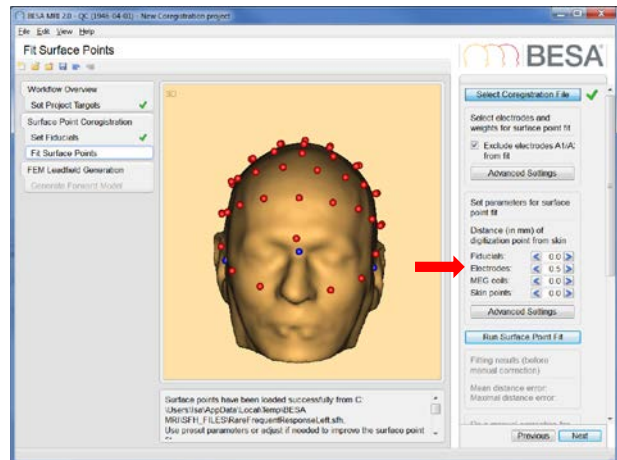 BESA MRI 2.0 - QC (1946-04-01) - New Coregistration project
File Edit View Help
Fit Surface Points
BESA
Workflow Overview
Set Project Targets
Surface Point Coregistration
Set Fiducials
Fit Surface Points
FEM Leadfield Generation
Generate Forward Model
3D
Surface points have been loaded successfully from C:
\Users\Isa\AppData\Local\Temp\BESA
MRI\SFH_FILES\RareFrequentResponseLeft.sfh,
Use preset parameters or adjust if needed to improve the surface point
Select Coregistration File
Select electrodes and
weights for surface point fit
Exclude electrodes A1/A2
from fit
Advanced Settings
Set parameters for surface
point fit
Distance (in mm) of
digitization point from skin
Fiducials: 0.0
Electrodes: 0.5
MEG coils: 0.0
Skin points: 0.0
Advanced Settings
Run Surface Point Fit
Fitting results (before
manual correction)
Mean distance error:
Maximal distance error:
Previous Next